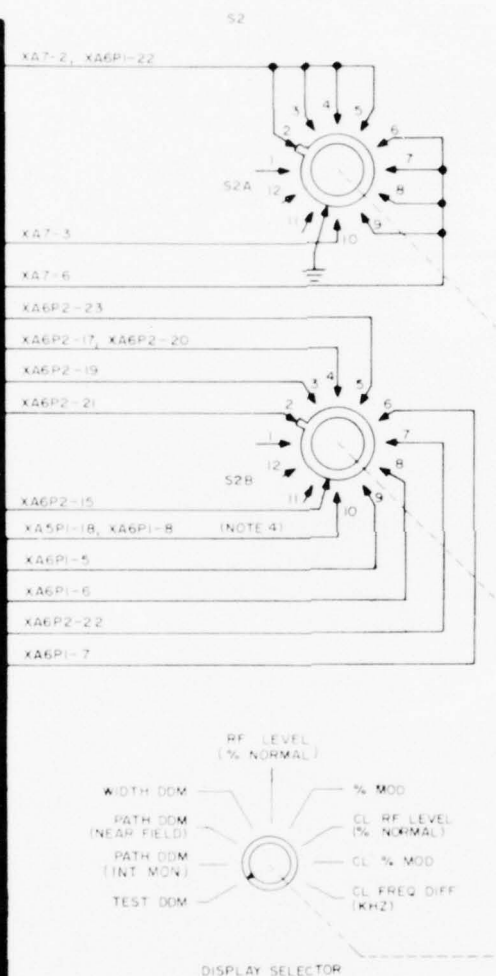 S2
XA7-2, XA6P1-22
3
4
5
2
6
1
7
S2A
12
8
11
10
9
XA7-3
XA7-6
XA6P2-23
XA6P2-17, XA6P2-20
XA6P2-19
XA6P2-21
3
4
5
2
6
1
7
12
8
S2B
11
10
9
XA6P2-15
XA5P1-18, XA6P1-8 (NOTE 4)
XA6P1-5
XA6P1-6
XA6P2-22
XA6P1-7
RF LEVEL
(% NORMAL)
WIDTH DDM
% MOD
PATH DDM
(NEAR FIELD)
CL RF LEVEL
(% NORMAL)
PATH DDM
(INT MON)
CL % MOD
TEST DDM
CL FREQ DIFF
(KHZ)
DISPLAY SELECTOR